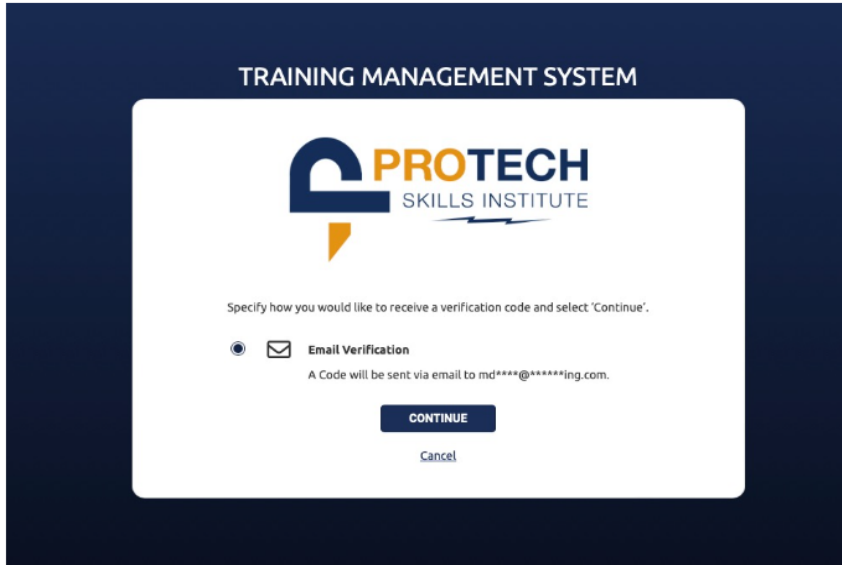 TRAINING MANAGEMENT SYSTEM
PROTECH
SKILLS INSTITUTE
Specify how you would like to receive a verification code and select 'Continue'.
Email Verification
A Code will be sent via email to md****@******ing.com.
CONTINUE
Cancel